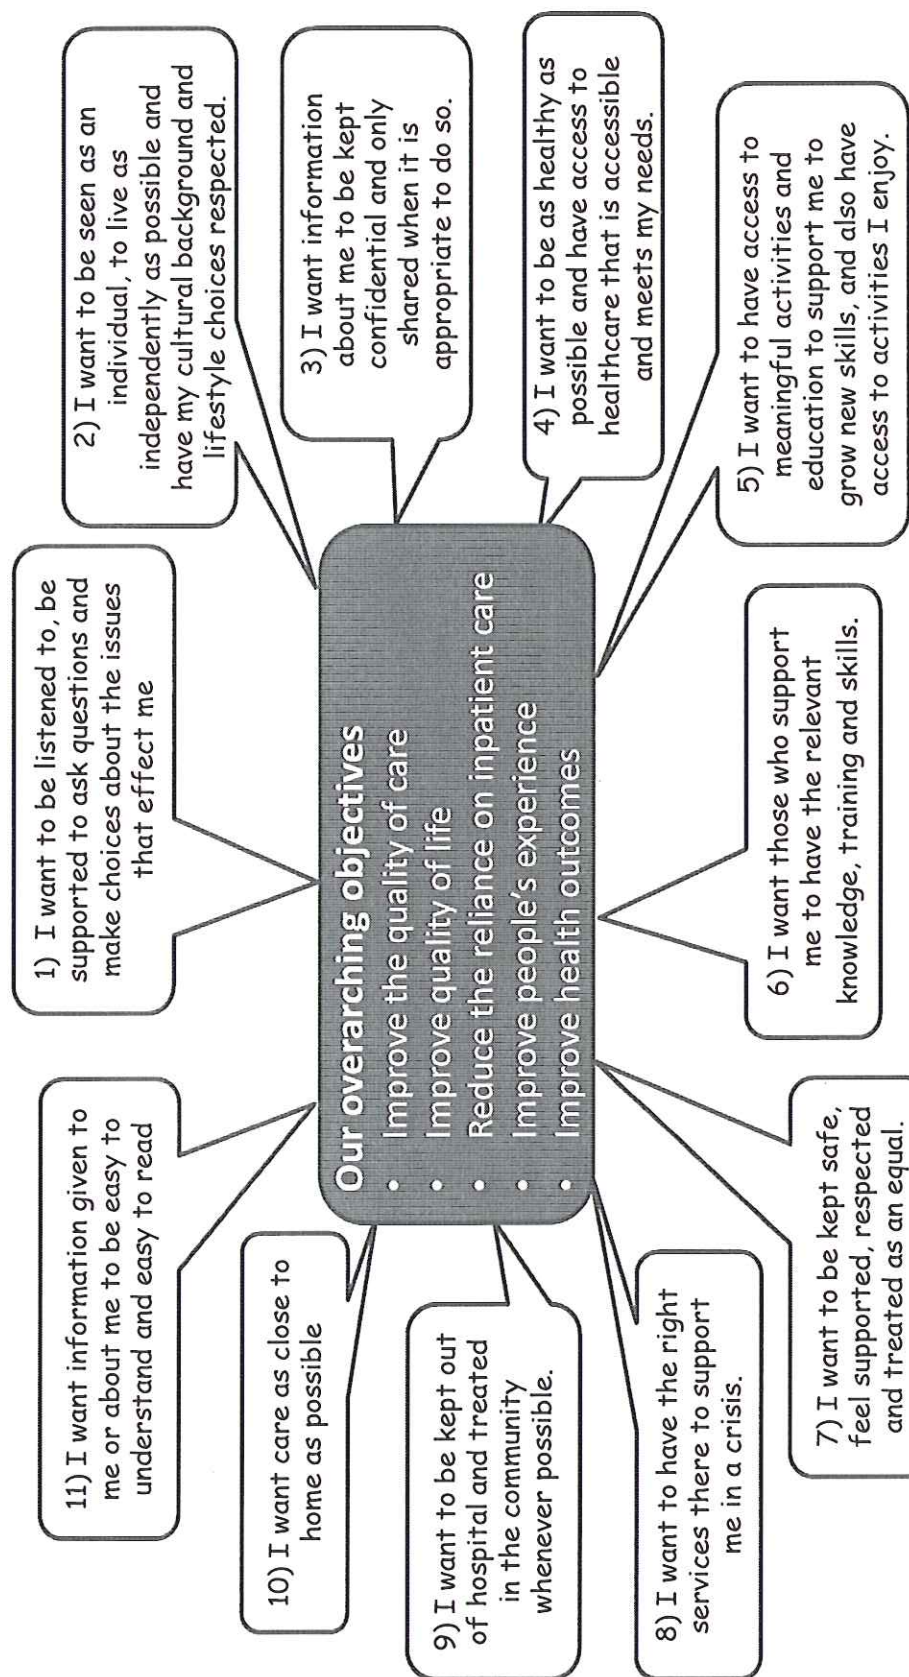 1) I want to be listened to, be
supported to ask questions and
make choices about the issues
that effect me
2) I want to be seen as an
individual, to live as
independently as possible and
have my cultural background and
lifestyle choices respected.
3) I want information
about me to be kept
confidential and only
shared when it is
appropriate to do so.
4) I want to be as healthy as
possible and have access to
healthcare that is accessible
and meets my needs.
5) I want to have access to
meaningful activities and
education to support me to
grow new skills, and also have
access to activities I enjoy.
6) I want those who support
me to have the relevant
knowledge, training and skills.
7) I want to be kept safe,
feel supported, respected
and treated as an equal.
8) I want to have the right
services there to support
me in a crisis.
9) I want to be kept out
of hospital and treated
in the community
whenever possible.
10) I want care as close to
home as possible
11) I want information given to
me or about me to be easy to
understand and easy to read
Our overarching objectives
• Improve the quality of care
• Improve quality of life
• Reduce the reliance on inpatient care
• Improve people's experience
• Improve health outcomes